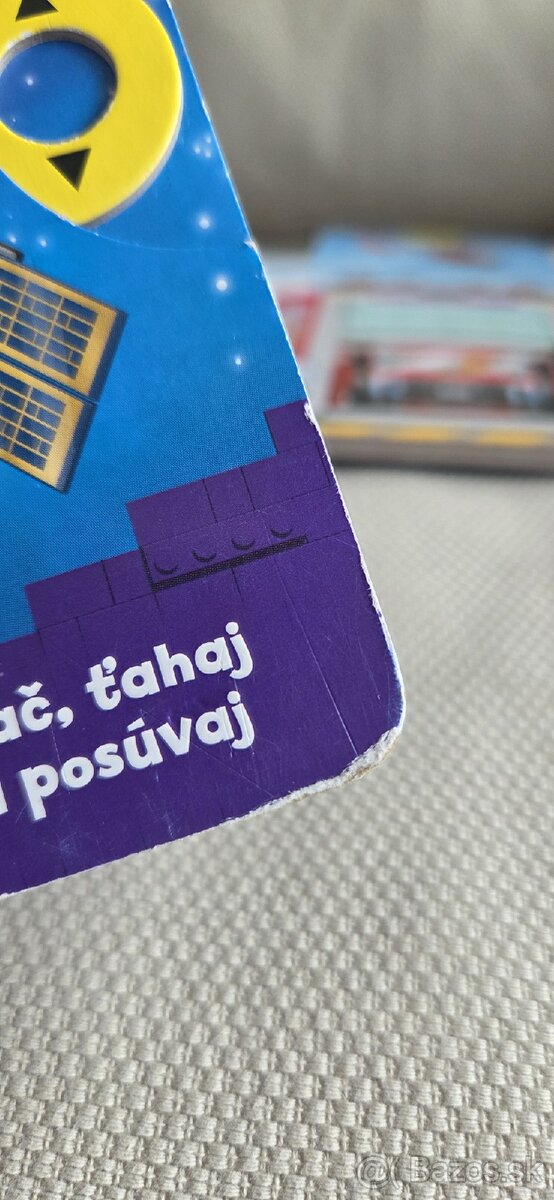 ač, ťahaj
posúvaj
@( Bazos.sk